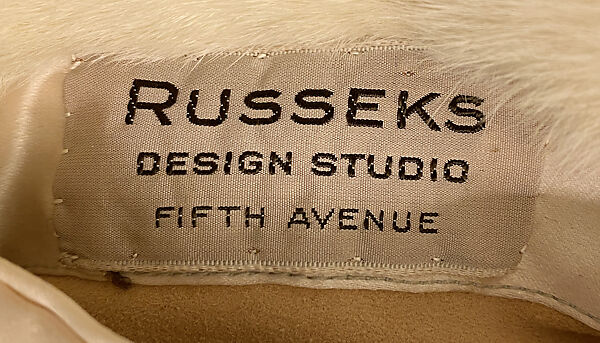 RUSSEKS
DESIGN STUDIO
FIFTH AVENUE